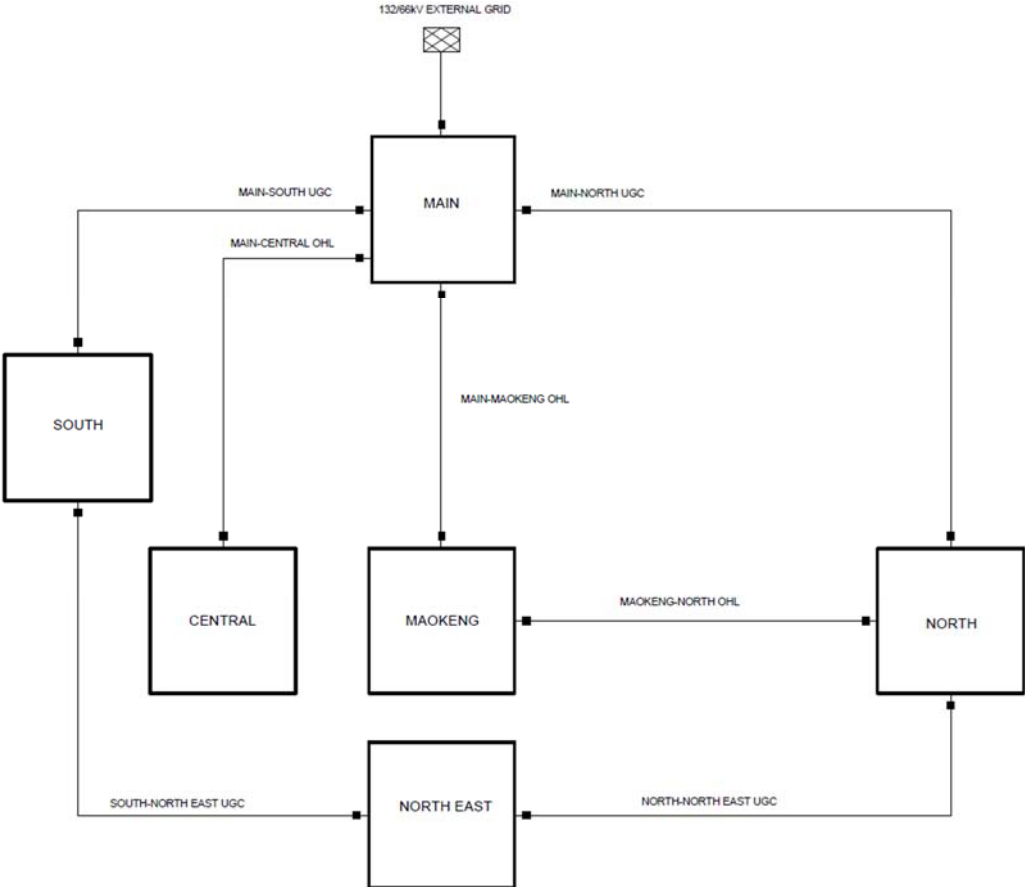 132/66kV EXTERNAL GRID
MAIN-SOUTH UGC
MAIN
MAIN-NORTH UGC
MAIN-CENTRAL OHL
MAIN-MAOKENG OHL
SOUTH
CENTRAL
MAOKENG
MAOKENG-NORTH OHL
NORTH
SOUTH-NORTH EAST UGC
NORTH EAST
NORTH-NORTH EAST UGC